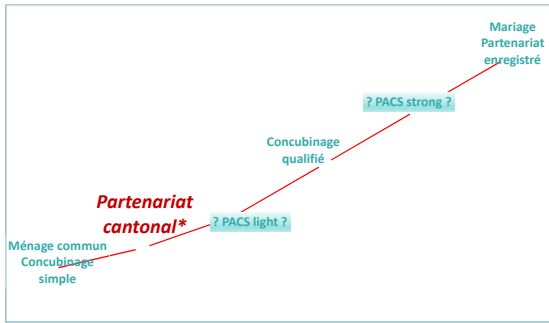 Mariage
Partenariat
enregistré
? PACS strong ?
Concubinage
qualifié
Partenariat
cantonal*
? PACS light ?
Ménage commun
Concubinage
simple